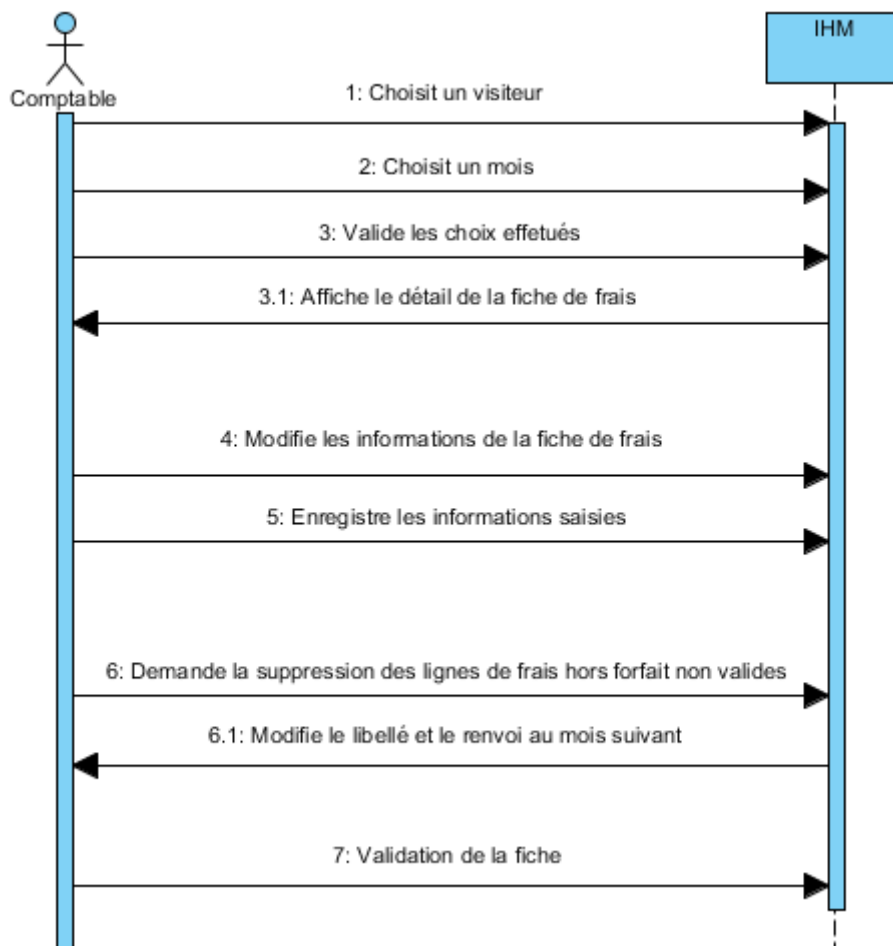 IHM
Comptable
1: Choisit un visiteur
2: Choisit un mois
3: Valide les choix effetués
3.1: Affiche le détail de la fiche de frais
4: Modifie les informations de la fiche de frais
5: Enregistre les informations saisies
6: Demande la suppression des lignes de frais hors forfait non valides
6.1: Modifie le libellé et le renvoi au mois suivant
7: Validation de la fiche